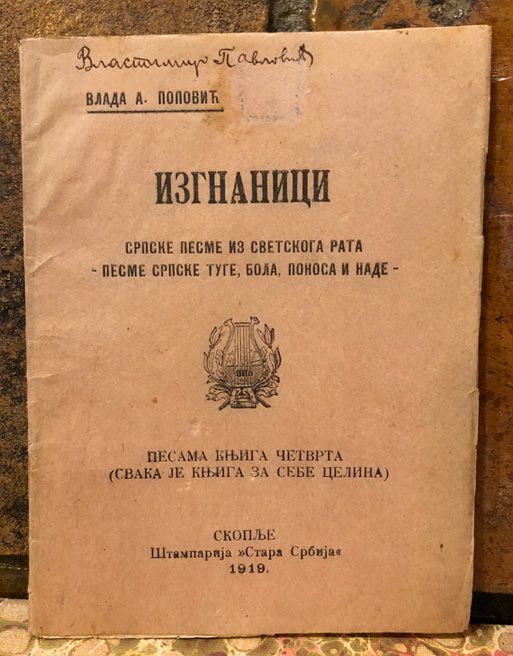 Властимир Павловић
ВЛАДА А. ПОПОВИЋ
ИЗГНАНИЦИ
СРПСКЕ ПЕСМЕ ИЗ СВЕТСКОГА РАТА
- ПЕСМЕ СРПСКЕ ТУГЕ, БОЛА, ПОНОСА И НАДЕ -
ПЕСАМА КЊИГА ЧЕТВРТА
(СВАКА ЈЕ КЊИГА ЗА СЕБЕ ЦЕЛИНА)
СКОПЉЕ
Штампарија »Стара Србија«
1919.